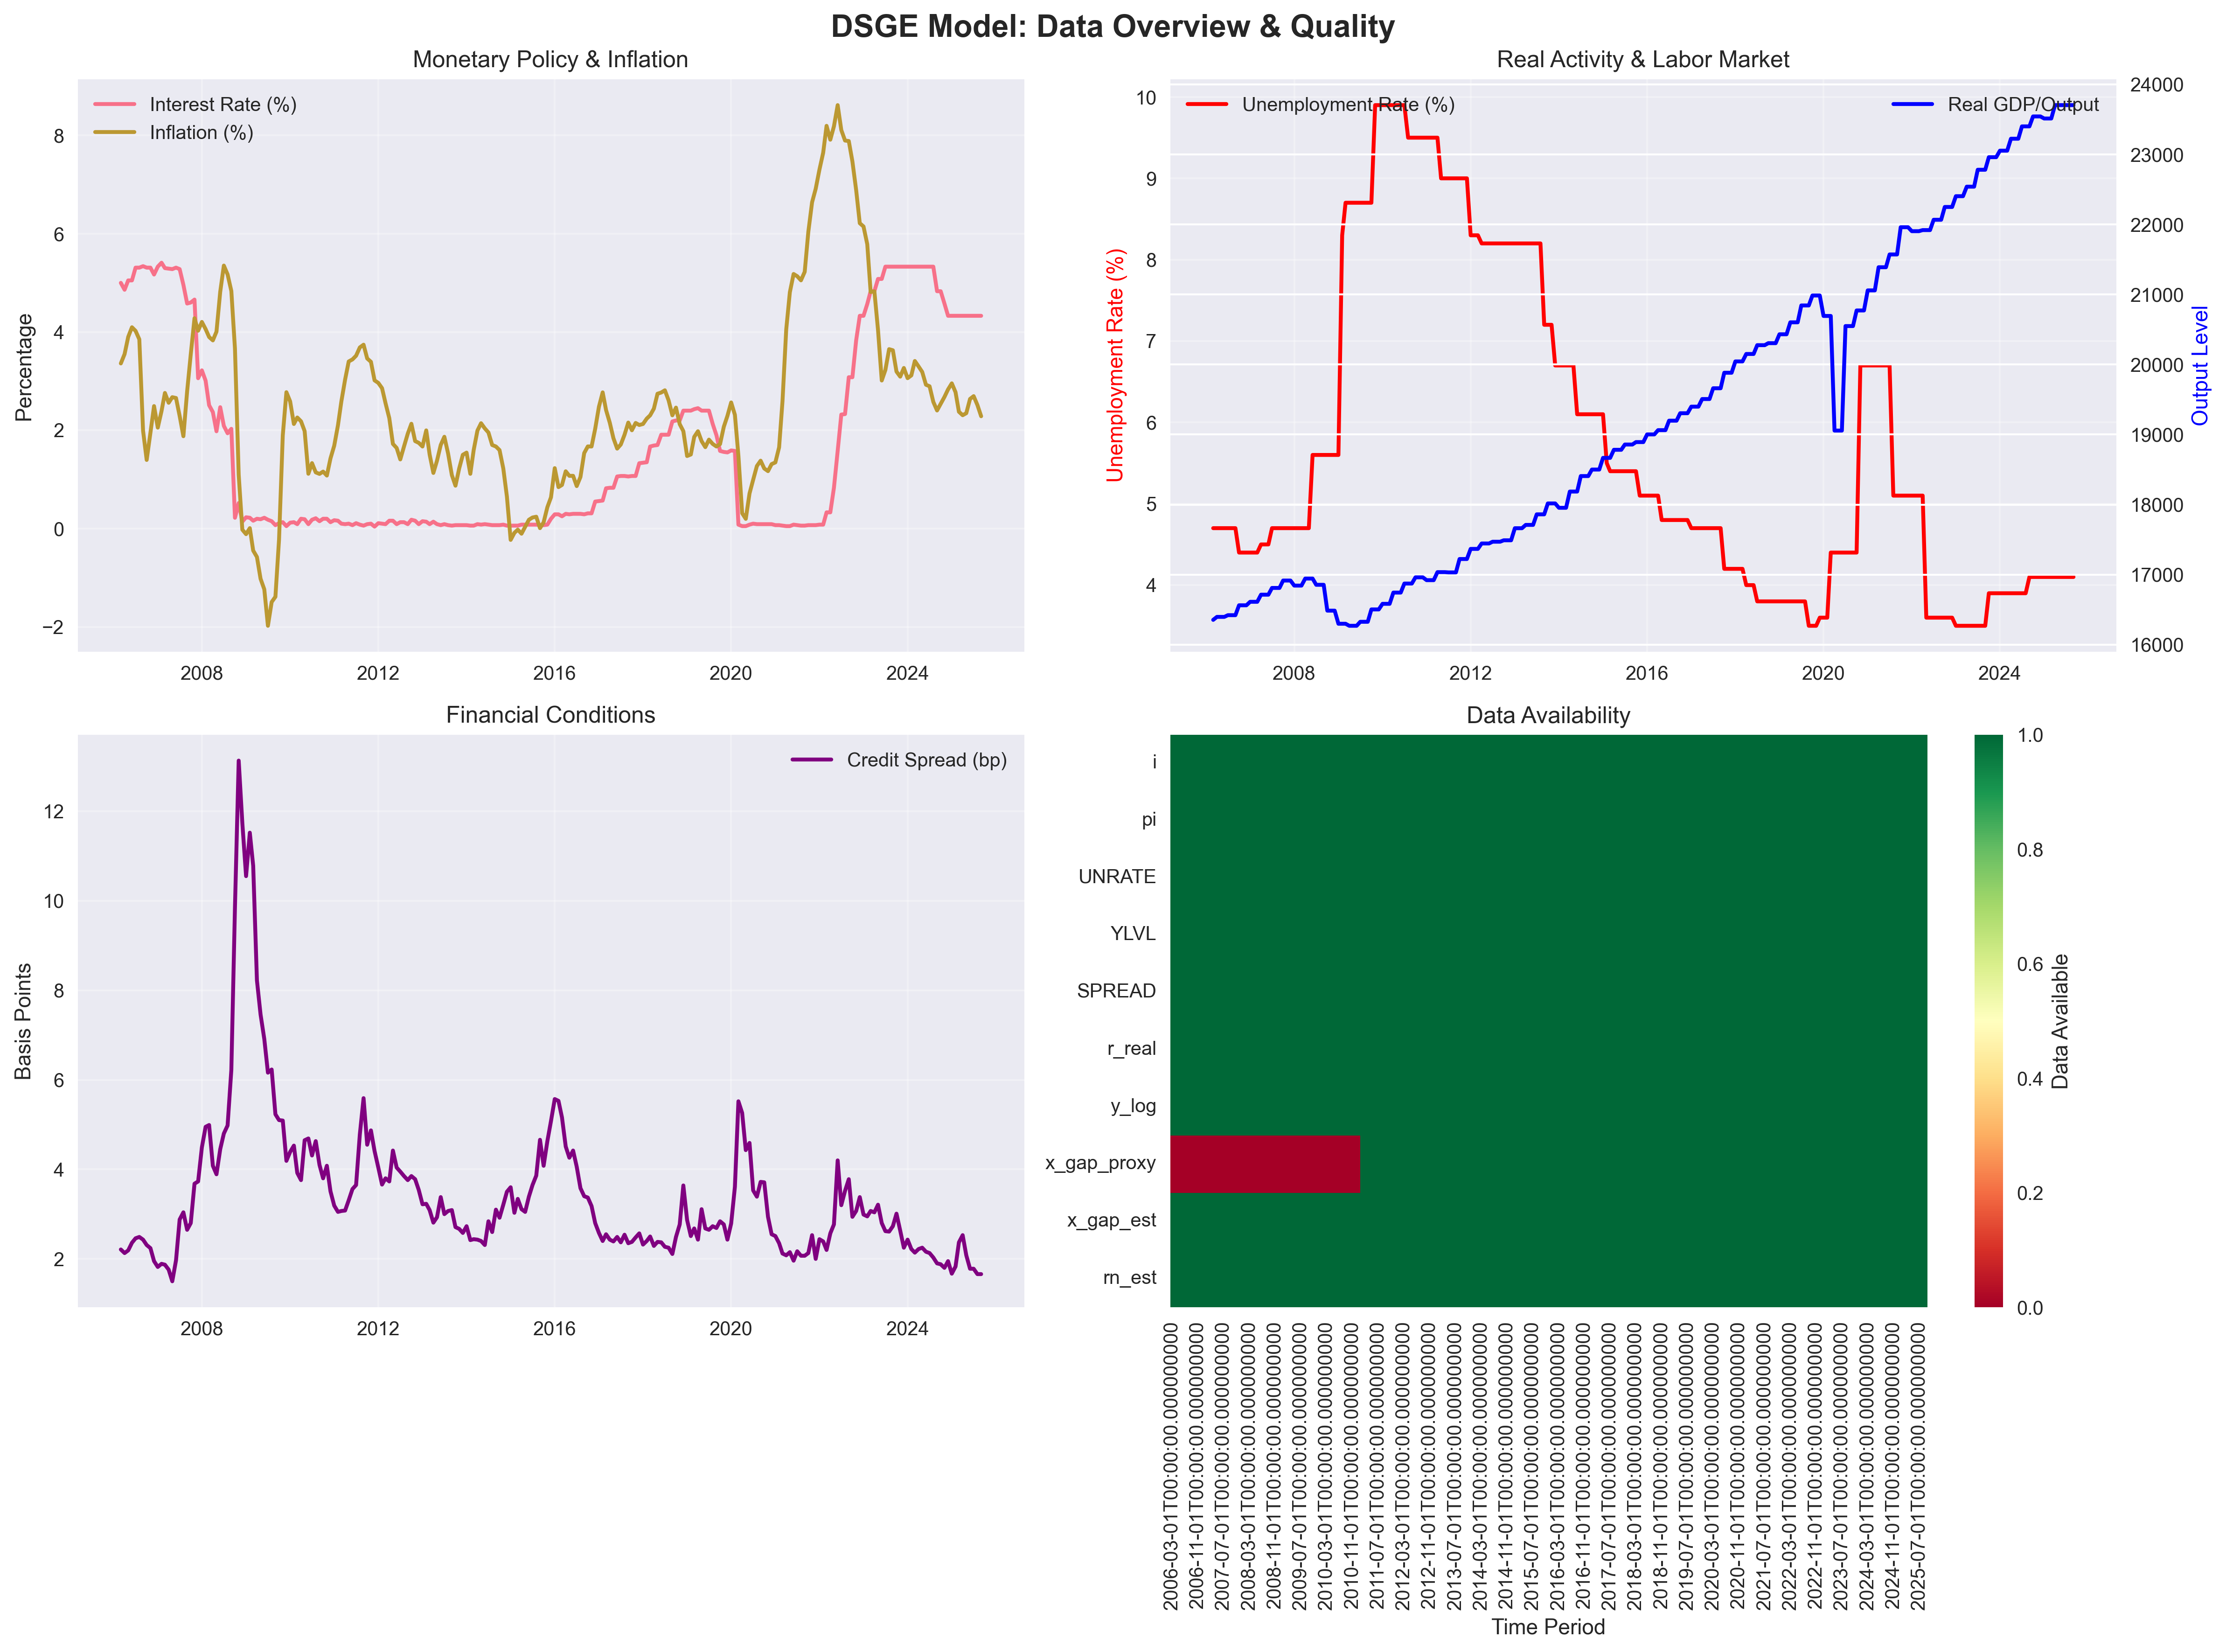 DSGE Model: Data Overview & Quality
Monetary Policy & Inflation
Interest Rate (%)
Inflation (%)
Percentage
8
6
4
2
0
−2
2008
2012
2016
2020
2024
Real Activity & Labor Market
Unemployment Rate (%)
Real GDP/Output
Unemployment Rate (%)
10
9
8
7
6
5
4
24000
23000
22000
21000
20000
19000
18000
17000
16000
Output Level
2008
2012
2016
2020
2024
Financial Conditions
Credit Spread (bp)
Basis Points
12
10
8
6
4
2
2008
2012
2016
2020
2024
Data Availability
i
pi
UNRATE
YLVL
SPREAD
r_real
y_log
x_gap_proxy
x_gap_est
rn_est
1.0
0.8
0.6
0.4
0.2
0.0
Data Available
2006-03-01T00:00:00.000000000
2006-11-01T00:00:00.000000000
2007-07-01T00:00:00.000000000
2008-03-01T00:00:00.000000000
2008-11-01T00:00:00.000000000
2009-07-01T00:00:00.000000000
2010-03-01T00:00:00.000000000
2010-11-01T00:00:00.000000000
2011-07-01T00:00:00.000000000
2012-03-01T00:00:00.000000000
2012-11-01T00:00:00.000000000
2013-07-01T00:00:00.000000000
2014-03-01T00:00:00.000000000
2014-11-01T00:00:00.000000000
2015-07-01T00:00:00.000000000
2016-03-01T00:00:00.000000000
2016-11-01T00:00:00.000000000
2017-07-01T00:00:00.000000000
2018-03-01T00:00:00.000000000
2018-11-01T00:00:00.000000000
2019-07-01T00:00:00.000000000
2020-03-01T00:00:00.000000000
2020-11-01T00:00:00.000000000
2021-07-01T00:00:00.000000000
2022-03-01T00:00:00.000000000
2022-11-01T00:00:00.000000000
2023-07-01T00:00:00.000000000
2024-03-01T00:00:00.000000000
2024-11-01T00:00:00.000000000
2025-07-01T00:00:00.000000000
Time Period